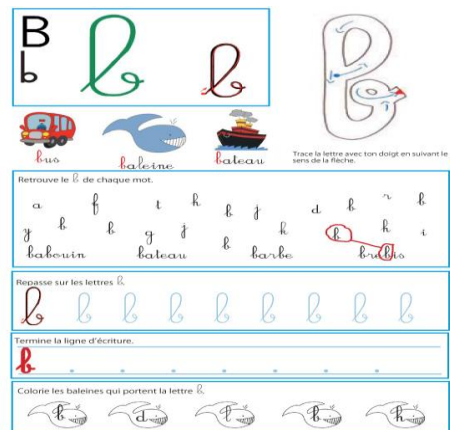 B b b
b
bus baleine bateau
Trace la lettre avec ton doigt en suivant le
sens de la flèche.
Retrouve le b de chaque mot.
a f t h b j d b r b
y b b g j b h b h i
babouin bateau barbe brebis
Repasse sur les lettres b.
b b b b b b b b b
Termine la ligne d'écriture.
b
Colorie les baleines qui portent la lettre b.
b d l b h